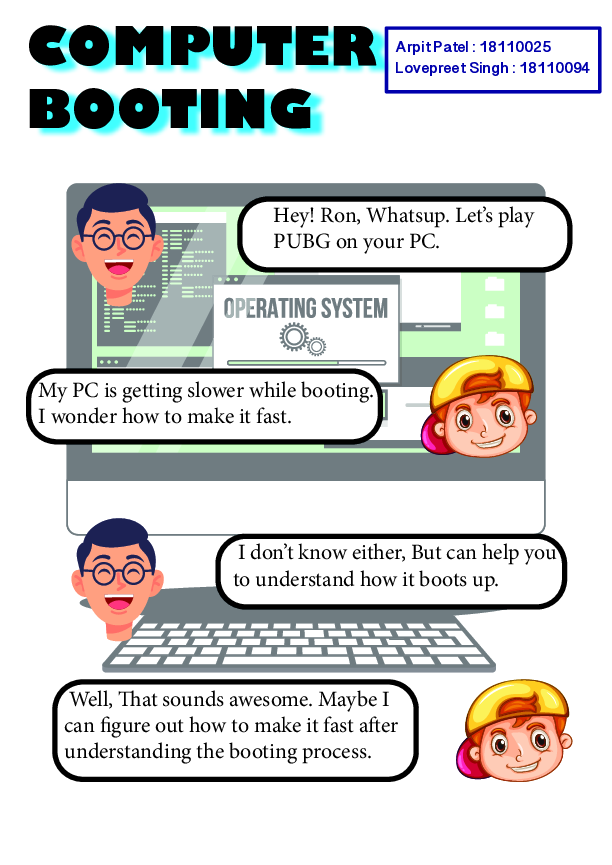 COMPUTER
BOOTING
Arpit Patel : 18110025
Lovepreet Singh : 18110094
Hey! Ron, Whatsup. Let's play
PUBG on your PC.
OPERATING SYSTEM
My PC is getting slower while booting.
I wonder how to make it fast.
I don't know either, But can help you
to understand how it boots up.
Well, That sounds awesome. Maybe I
can figure out how to make it fast after
understanding the booting process.